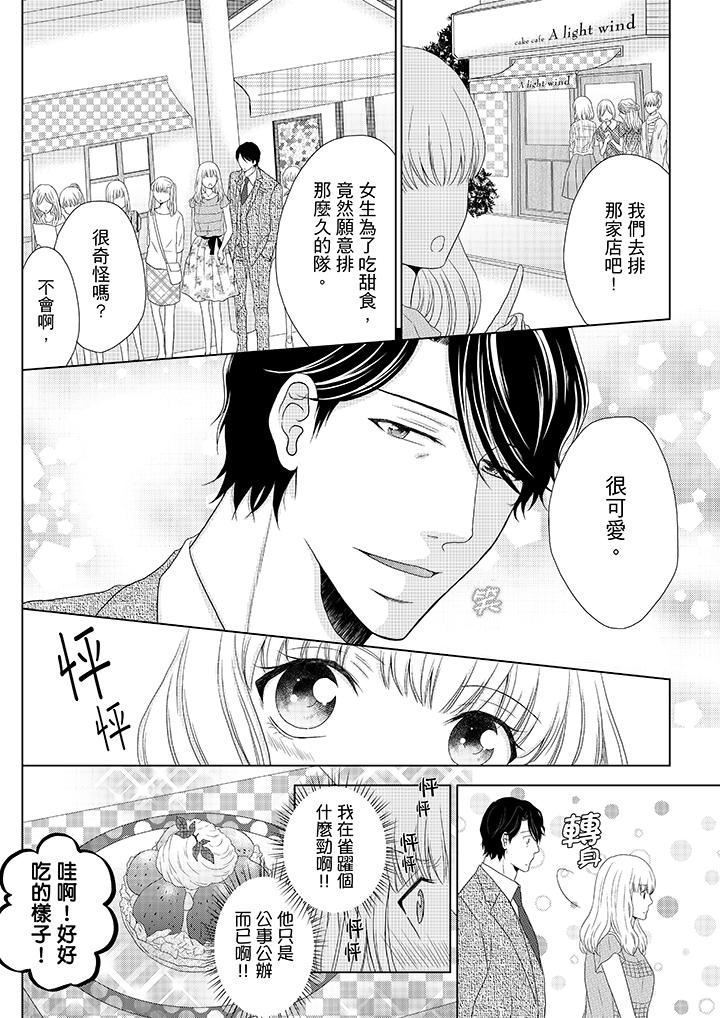 cake cafe A light wind
A light wind
我們去排
那家店吧！
女生為了吃甜食，
竟然願意排
那麼久的隊。
很奇怪嗎？
不會啊，
很可愛。
笑
怦
怦
轉身
怦
怦
怦
怦
怦
怦
我在雀躍個
什麼勁啊!!
他只是
公事公辦
而已啊!!
哇啊！好好
吃的樣子！